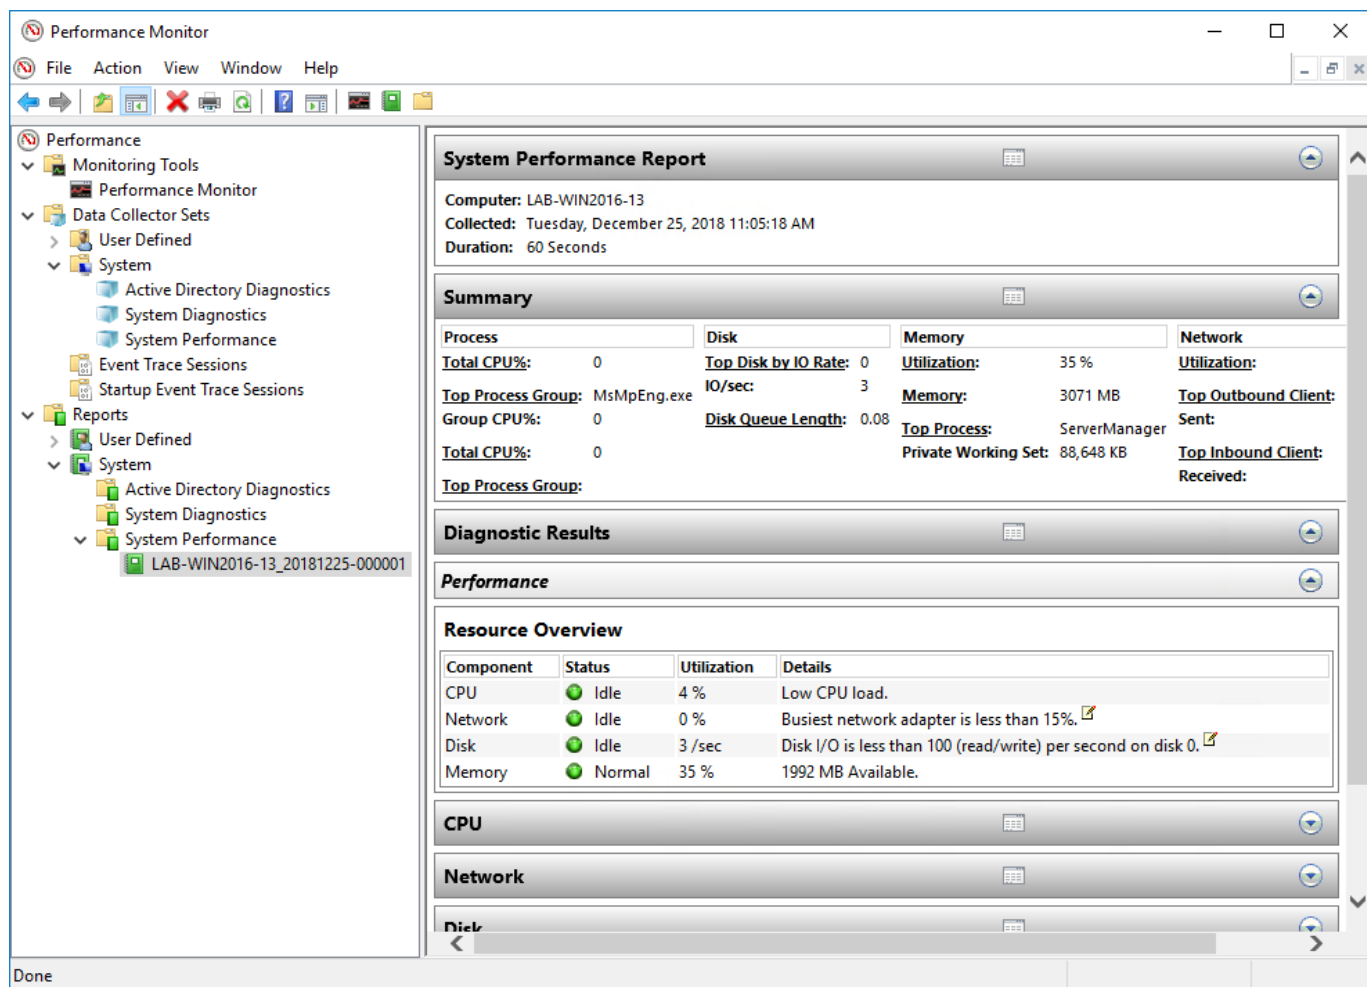 Performance Monitor
File Action View Window Help
Performance
Monitoring Tools
Performance Monitor
Data Collector Sets
User Defined
System
Active Directory Diagnostics
System Diagnostics
System Performance
Event Trace Sessions
Startup Event Trace Sessions
Reports
User Defined
System
Active Directory Diagnostics
System Diagnostics
System Performance
LAB-WIN2016-13_20181225-000001
System Performance Report
Computer: LAB-WIN2016-13
Collected: Tuesday, December 25, 2018 11:05:18 AM
Duration: 60 Seconds
Summary
Process Disk Memory Network
Total CPU%: 0 Top Disk by IO Rate: 0 Utilization: 35 % Utilization:
IO/sec: 3
Top Process Group: MsMpEng.exe Memory: 3071 MB Top Outbound Client:
Group CPU%: 0 Disk Queue Length: 0.08 Sent:
Top Process: ServerManager
Total CPU%: 0 Private Working Set: 88,648 KB Top Inbound Client:
Received:
Top Process Group:
Diagnostic Results
Performance
Resource Overview
Component Status Utilization Details
CPU Idle 4 % Low CPU load.
Network Idle 0 % Busiest network adapter is less than 15%.
Disk Idle 3 /sec Disk I/O is less than 100 (read/write) per second on disk 0.
Memory Normal 35 % 1992 MB Available.
CPU
Network
Disk
Done